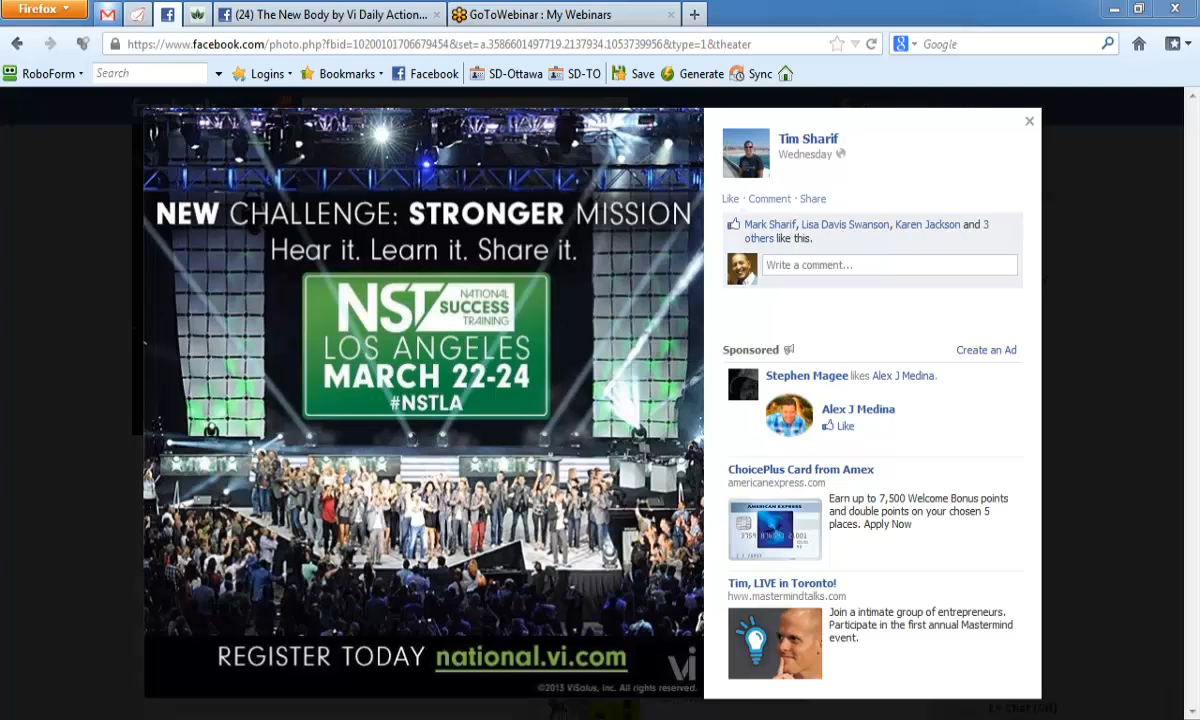 Firefox
(24) The New Body by Vi Daily Action...
GoToWebinar : My Webinars
https://www.facebook.com/photo.php?fbid=10200101706679454&set=a.3586601497719.2137934.1053739956&type=1&theater
Google
RoboForm
Search
Logins
Bookmarks
Facebook
SD-Ottawa
SD-TO
Save
Generate
Sync
NEW CHALLENGE: STRONGER MISSION
Hear it. Learn it. Share it.
NST NATIONAL SUCCESS TRAINING
LOS ANGELES
MARCH 22-24
#NSTLA
REGISTER TODAY national.vi.com
vi
©2013 ViSalus, Inc. All rights reserved.
Tim Sharif
Wednesday
Like · Comment · Share
Mark Sharif, Lisa Davis Swanson, Karen Jackson and 3
others like this.
Write a comment...
Sponsored
Create an Ad
Stephen Magee likes Alex J Medina.
Alex J Medina
Like
ChoicePlus Card from Amex
americanexpress.com
AMERICAN EXPRESS
Earn up to 7,500 Welcome Bonus points
and double points on your chosen 5
places. Apply Now
Tim, LIVE in Toronto!
hww.mastermindtalks.com
Join a intimate group of entrepreneurs.
Participate in the first annual Mastermind
event.